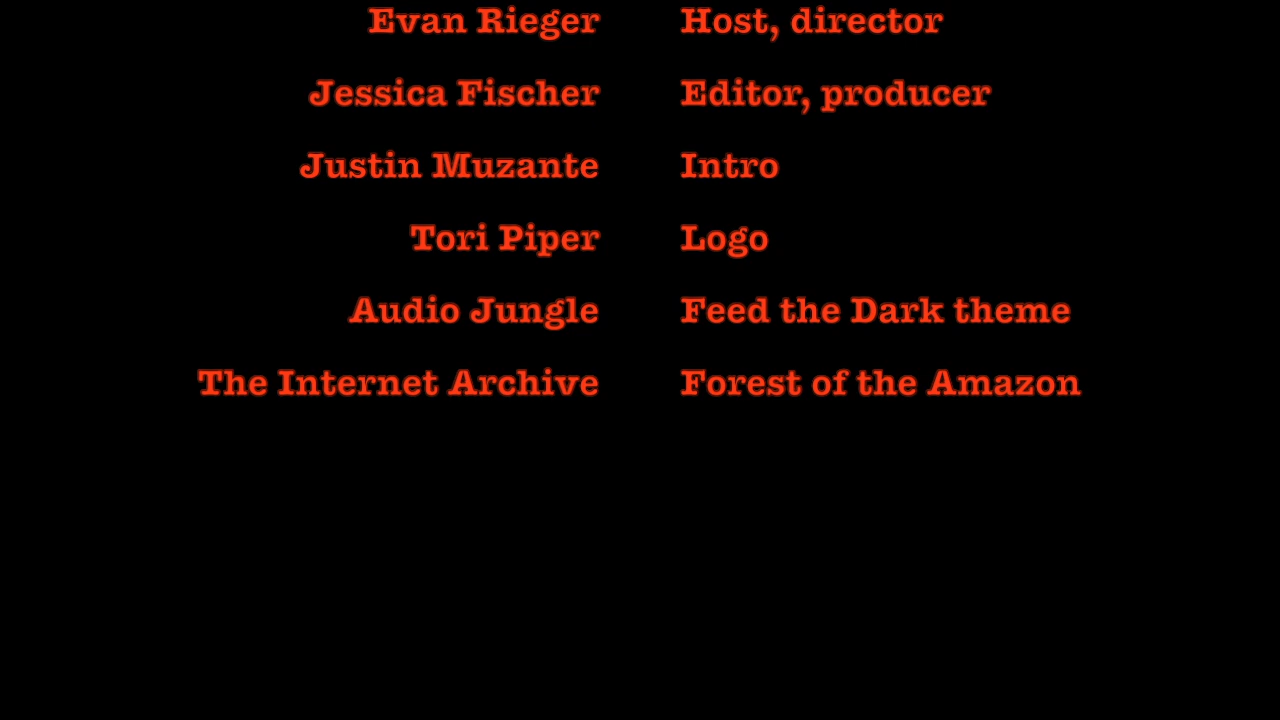 Evan Rieger Host, director
Jessica Fischer Editor, producer
Justin Muzante Intro
Tori Piper Logo
Audio Jungle Feed the Dark theme
The Internet Archive Forest of the Amazon